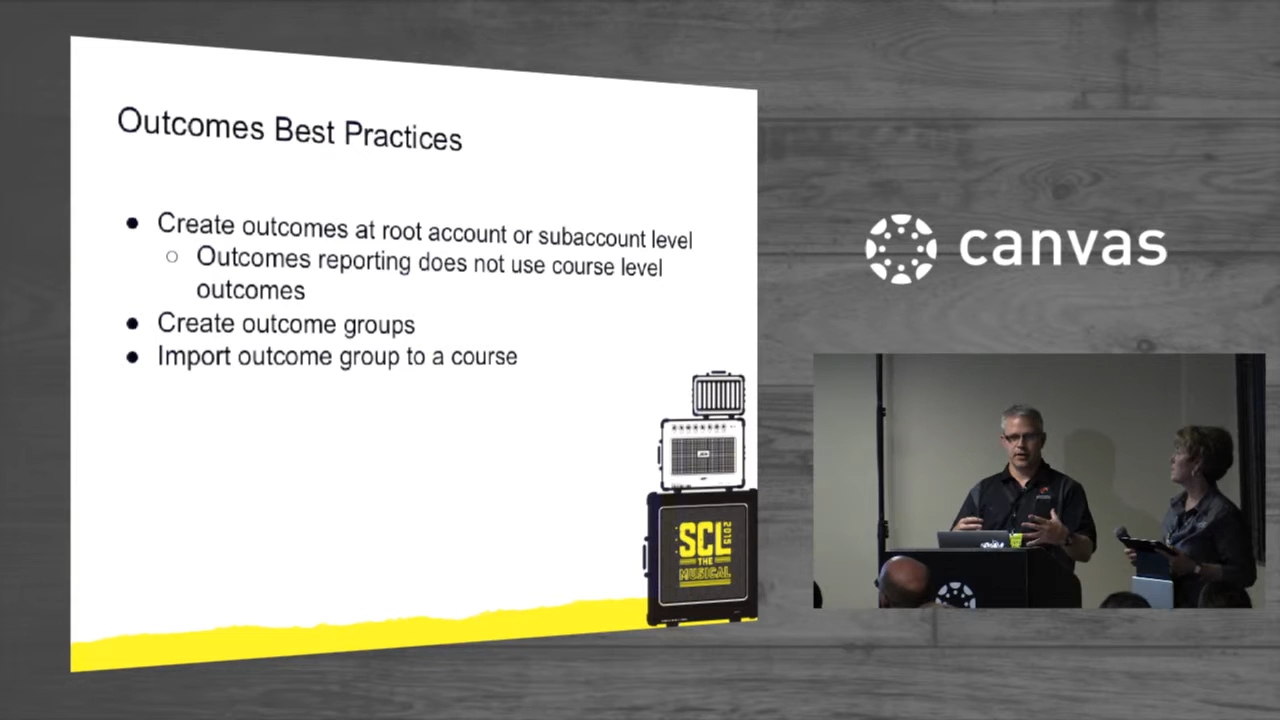 Outcomes Best Practices
Create outcomes at root account or subaccount level
Outcomes reporting does not use course level
outcomes
Create outcome groups
Import outcome group to a course
SCL
2015
THE
MUSICAL
canvas